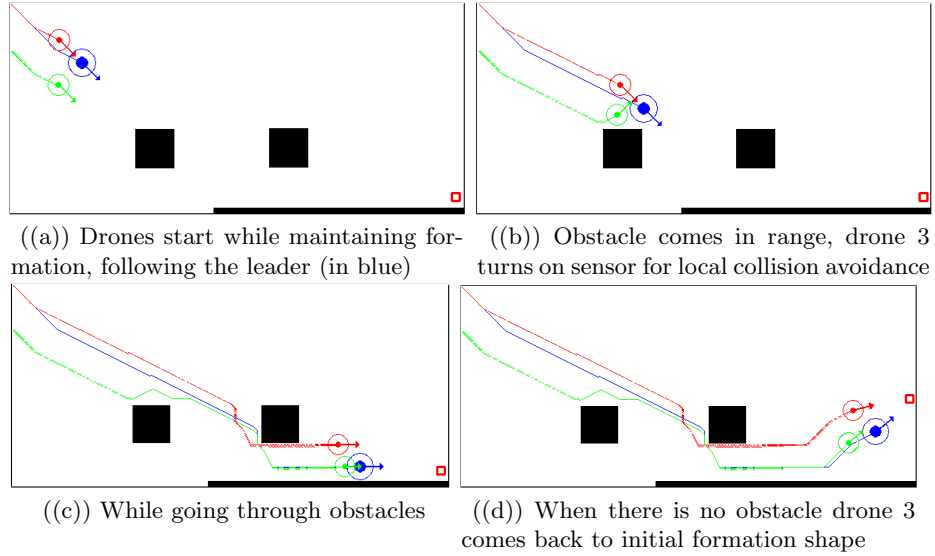 ((a)) Drones start while maintaining for-
mation, following the leader (in blue)
((b)) Obstacle comes in range, drone 3
turns on sensor for local collision avoidance
((c)) While going through obstacles
((d)) When there is no obstacle drone 3
comes back to initial formation shape